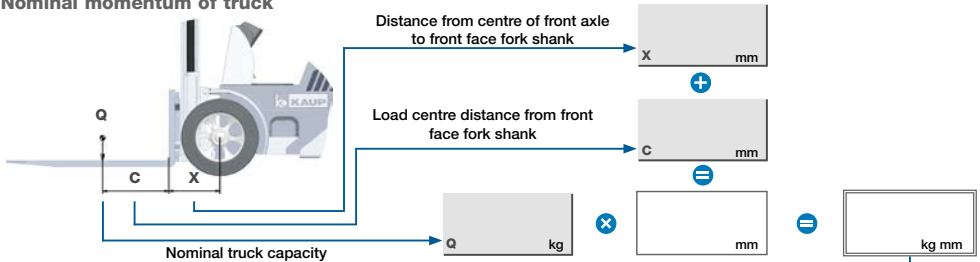 Nominal momentum of truck
Distance from centre of front axle
to front face fork shank
X mm
+
KAUP
Q
Load centre distance from front
face fork shank
C mm
=
C X
Q kg
×
mm
=
kg mm
Nominal truck capacity